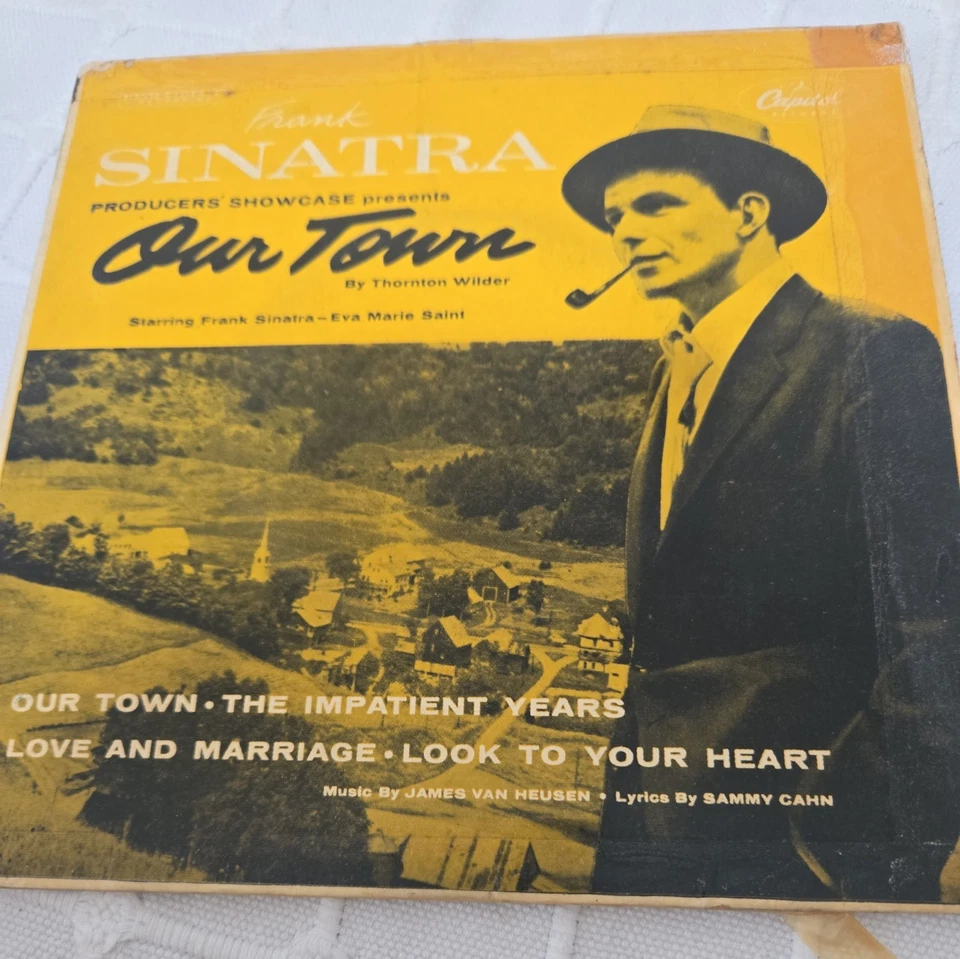 Frank
Capitol
RECORDS
SINATRA
PRODUCERS' SHOWCASE presents
Our Town
By Thornton Wilder
Starring Frank Sinatra—Eva Marie Saint
OUR TOWN • THE IMPATIENT YEARS
LOVE AND MARRIAGE • LOOK TO YOUR HEART
Music By JAMES VAN HEUSEN • Lyrics By SAMMY CAHN